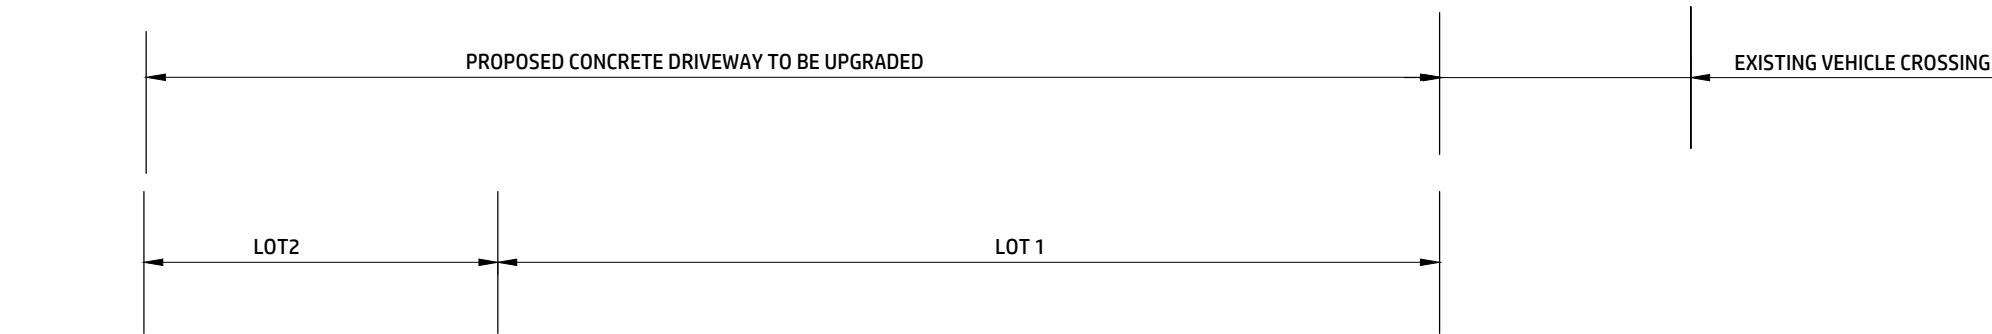 PROPOSED CONCRETE DRIVEWAY TO BE UPGRADED
EXISTING VEHICLE CROSSING
LOT2
LOT 1